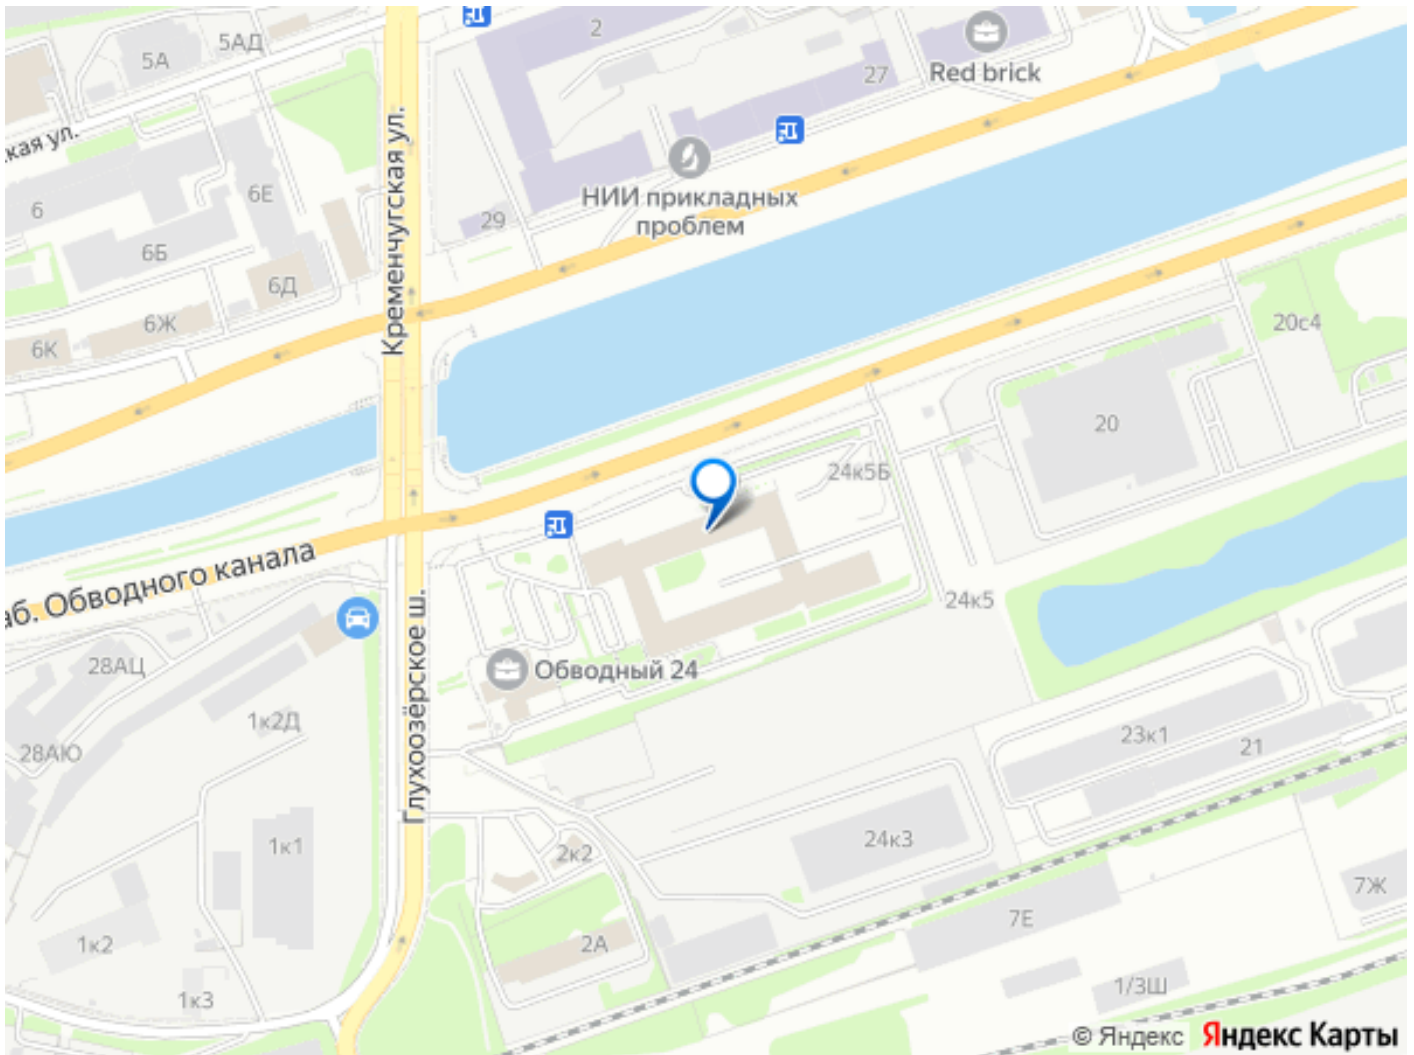 2
5АД
5А
Red brick
27
Кременчугская ул.
кая ул.
НИИ прикладных
проблем
6Е
6
29
6Б
6Д
6Ж
6К
20с4
20
24к5Б
аб. Обводного канала
24к5
Глухоозёрское ш.
28АЦ
Обводный 24
1к2Д
28АЮ
23к1
21
1к1
24к3
2к2
7Ж
7Е
1к2
2А
1к3
1/3Ш
© Яндекс Яндекс Карты